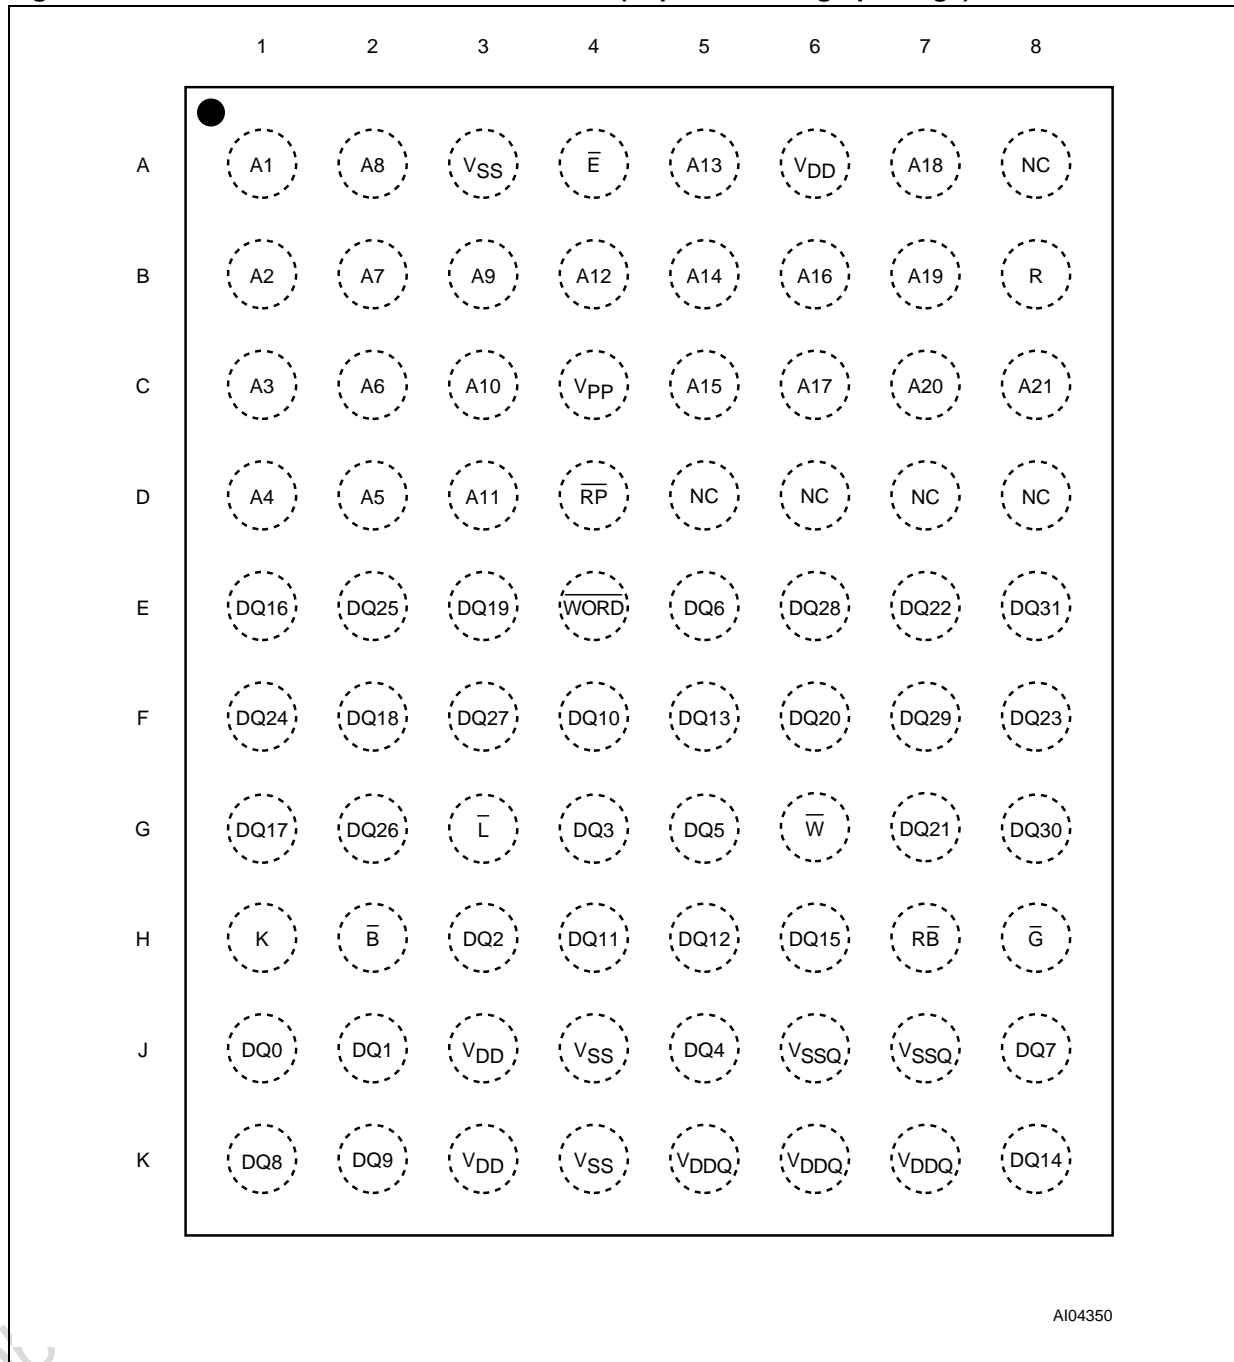 1 2 3 4 5 6 7 8
A A1 A8 VSS E̅ A13 VDD A18 NC
B A2 A7 A9 A12 A14 A16 A19 R
C A3 A6 A10 VPP A15 A17 A20 A21
D A4 A5 A11 R̅P̅ NC NC NC NC
E DQ16 DQ25 DQ19 W̅O̅R̅D̅ DQ6 DQ28 DQ22 DQ31
F DQ24 DQ18 DQ27 DQ10 DQ13 DQ20 DQ29 DQ23
G DQ17 DQ26 L̅ DQ3 DQ5 W̅ DQ21 DQ30
H K B̅ DQ2 DQ11 DQ12 DQ15 RB̅ G̅
J DQ0 DQ1 VDD VSS DQ4 VSSQ VSSQ DQ7
K DQ8 DQ9 VDD VSS VDDQ VDDQ VDDQ DQ14
AI04350